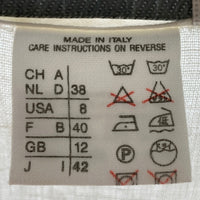 MADE IN ITALY
CARE INSTRUCTIONS ON REVERSE
CH A
NL D 38
USA 8
F B 40
GB 12
J I 42
30°
30°
P